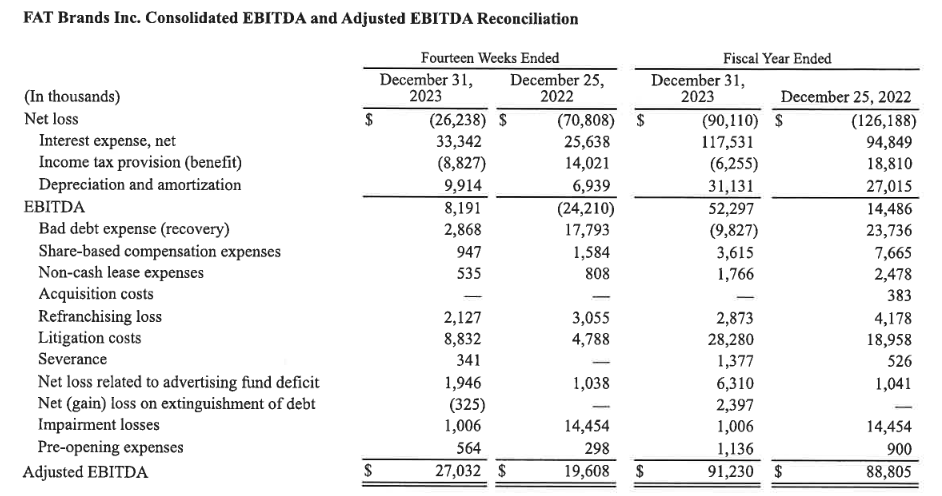 FAT Brands Inc. Consolidated EBITDA and Adjusted EBITDA Reconciliation
Fourteen Weeks Ended Fiscal Year Ended
December 31, December 25, December 31,
(In thousands) 2023 2022 2023 December 25, 2022
Net loss $ (26,238) $ (70,808) $ (90,110) $ (126,188)
Interest expense, net 33,342 25,638 117,531 94,849
Income tax provision (benefit) (8,827) 14,021 (6,255) 18,810
Depreciation and amortization 9,914 6,939 31,131 27,015
EBITDA 8,191 (24,210) 52,297 14,486
Bad debt expense (recovery) 2,868 17,793 (9,827) 23,736
Share-based compensation expenses 947 1,584 3,615 7,665
Non-cash lease expenses 535 808 1,766 2,478
Acquisition costs — — — 383
Refranchising loss 2,127 3,055 2,873 4,178
Litigation costs 8,832 4,788 28,280 18,958
Severance 341 — 1,377 526
Net loss related to advertising fund deficit 1,946 1,038 6,310 1,041
Net (gain) loss on extinguishment of debt (325) — 2,397 —
Impairment losses 1,006 14,454 1,006 14,454
Pre-opening expenses 564 298 1,136 900
Adjusted EBITDA $ 27,032 $ 19,608 $ 91,230 $ 88,805